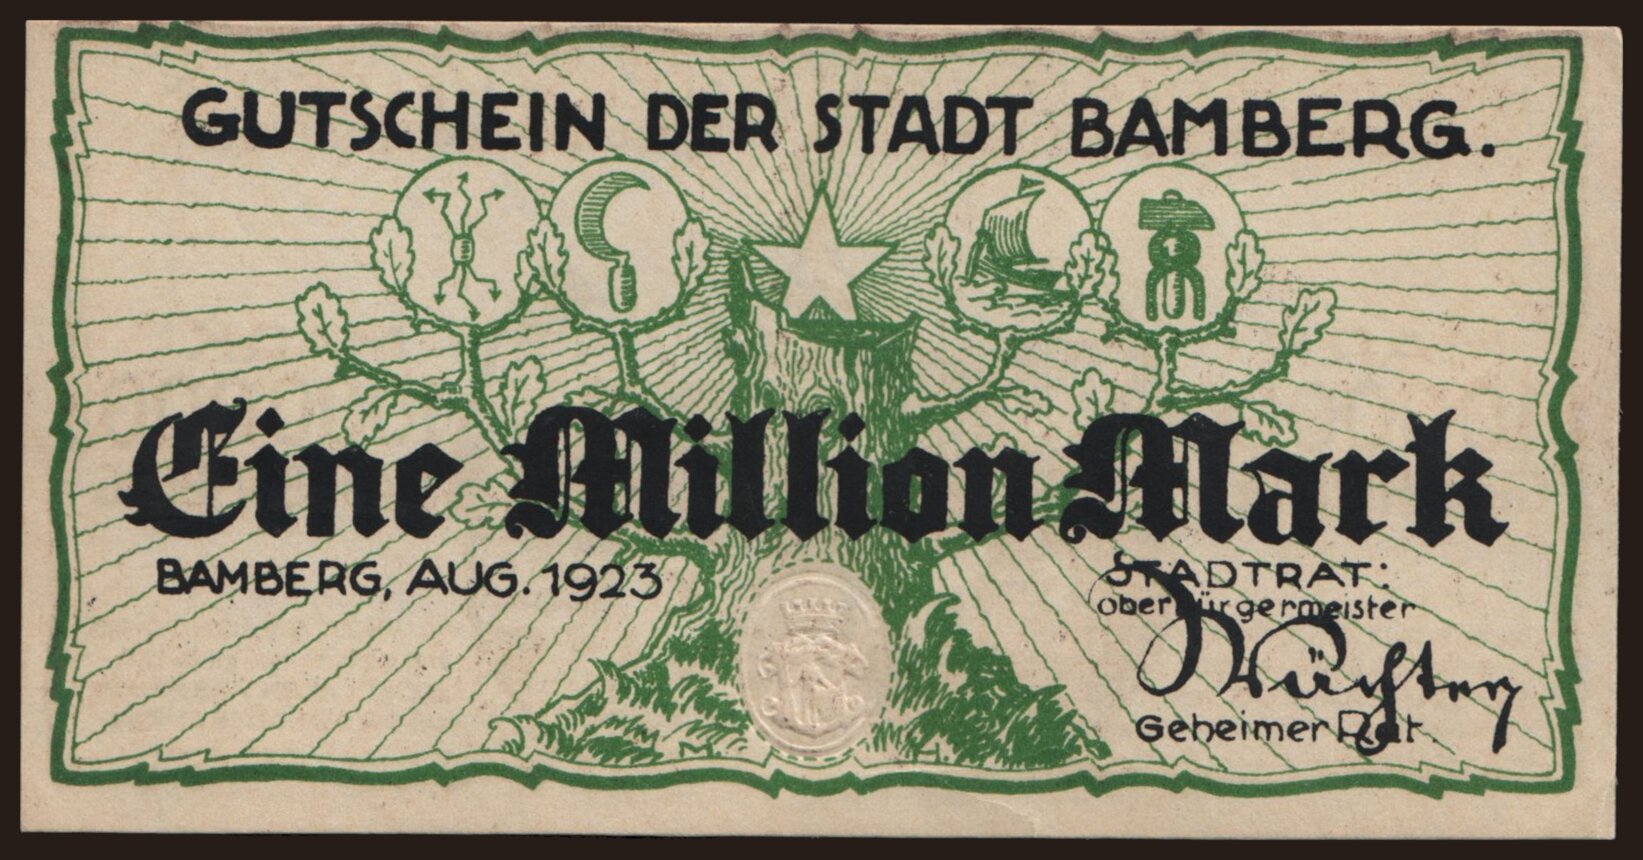 GUTSCHEIN DER STADT BAMBERG.
Eine Million Mark
BAMBERG, AUG. 1923
STADTRAT:
oberbürgermeister
Geheimer Rat.